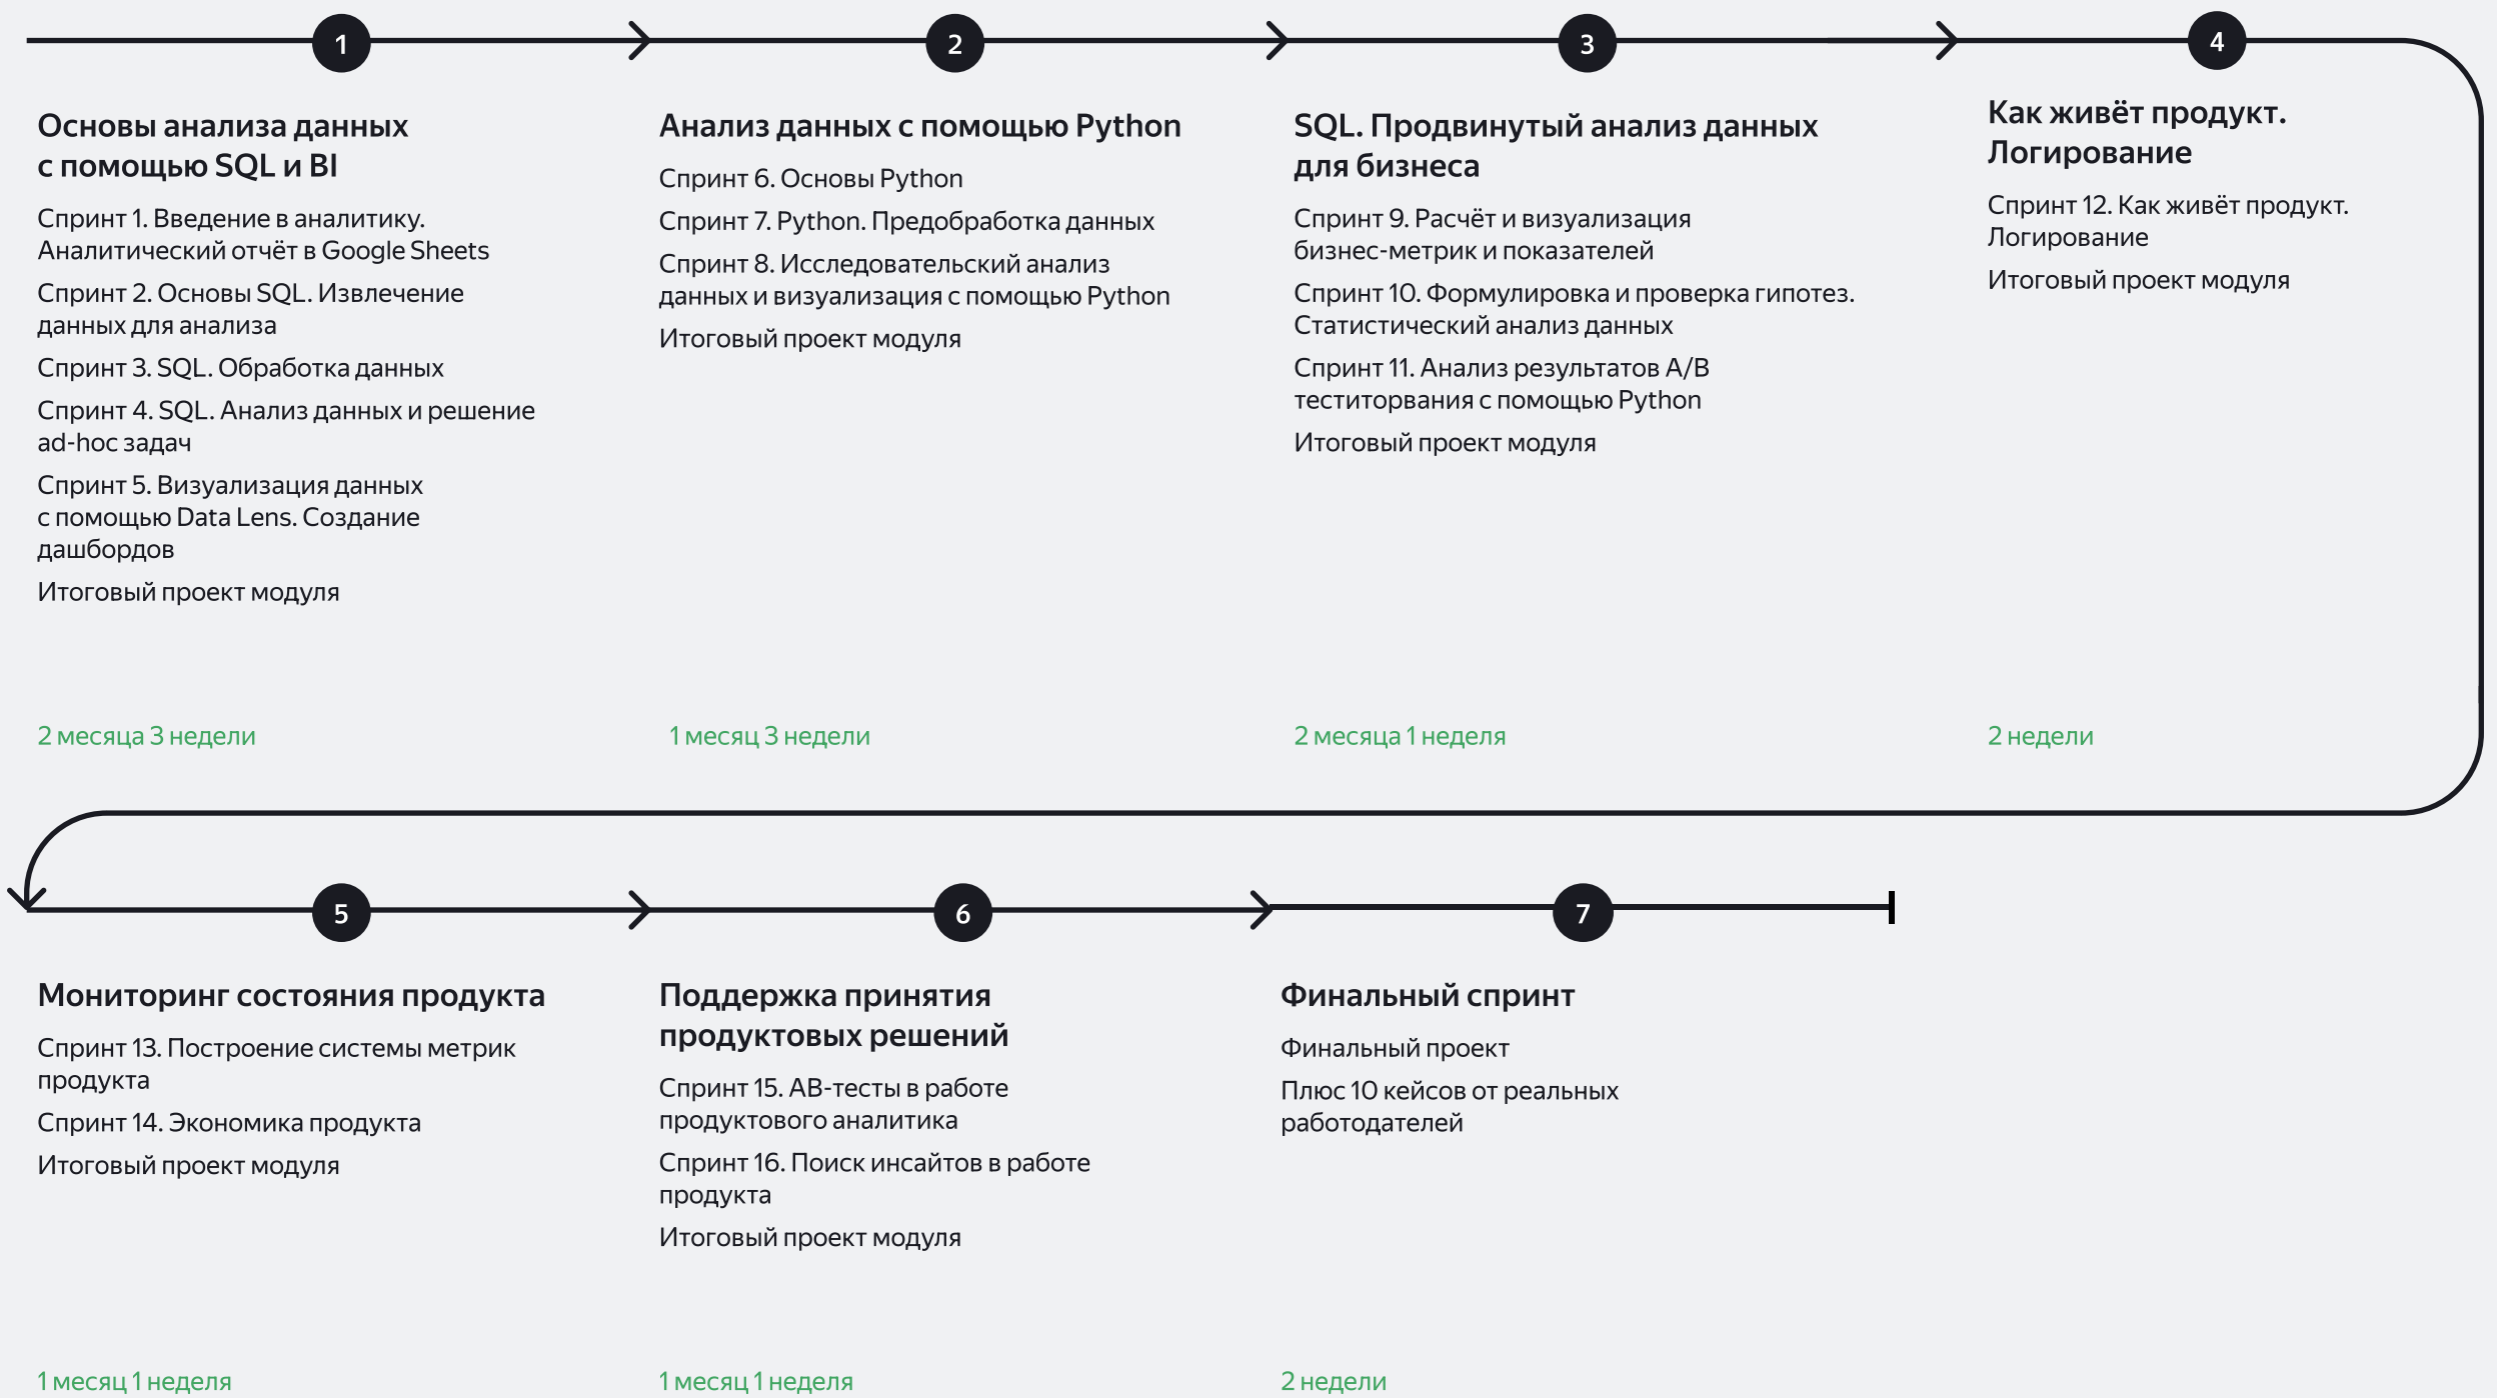 1
Основы анализа данных
с помощью SQL и BI
Спринт 1. Введение в аналитику.
Аналитический отчёт в Google Sheets
Спринт 2. Основы SQL. Извлечение
данных для анализа
Спринт 3. SQL. Обработка данных
Спринт 4. SQL. Анализ данных и решение
ad-hoc задач
Спринт 5. Визуализация данных
с помощью Data Lens. Создание
дашбордов
Итоговый проект модуля
2 месяца 3 недели
2
Анализ данных с помощью Python
Спринт 6. Основы Python
Спринт 7. Python. Предобработка данных
Спринт 8. Исследовательский анализ
данных и визуализация с помощью Python
Итоговый проект модуля
1 месяц 3 недели
3
SQL. Продвинутый анализ данных
для бизнеса
Спринт 9. Расчёт и визуализация
бизнес-метрик и показателей
Спринт 10. Формулировка и проверка гипотез.
Статистический анализ данных
Спринт 11. Анализ результатов A/B
теститорвания с помощью Python
Итоговый проект модуля
2 месяца 1 неделя
4
Как живёт продукт.
Логирование
Спринт 12. Как живёт продукт.
Логирование
Итоговый проект модуля
2 недели
5
Мониторинг состояния продукта
Спринт 13. Построение системы метрик
продукта
Спринт 14. Экономика продукта
Итоговый проект модуля
1 месяц 1 неделя
6
Поддержка принятия
продуктовых решений
Спринт 15. АВ-тесты в работе
продуктового аналитика
Спринт 16. Поиск инсайтов в работе
продукта
Итоговый проект модуля
1 месяц 1 неделя
7
Финальный спринт
Финальный проект
Плюс 10 кейсов от реальных
работодателей
2 недели